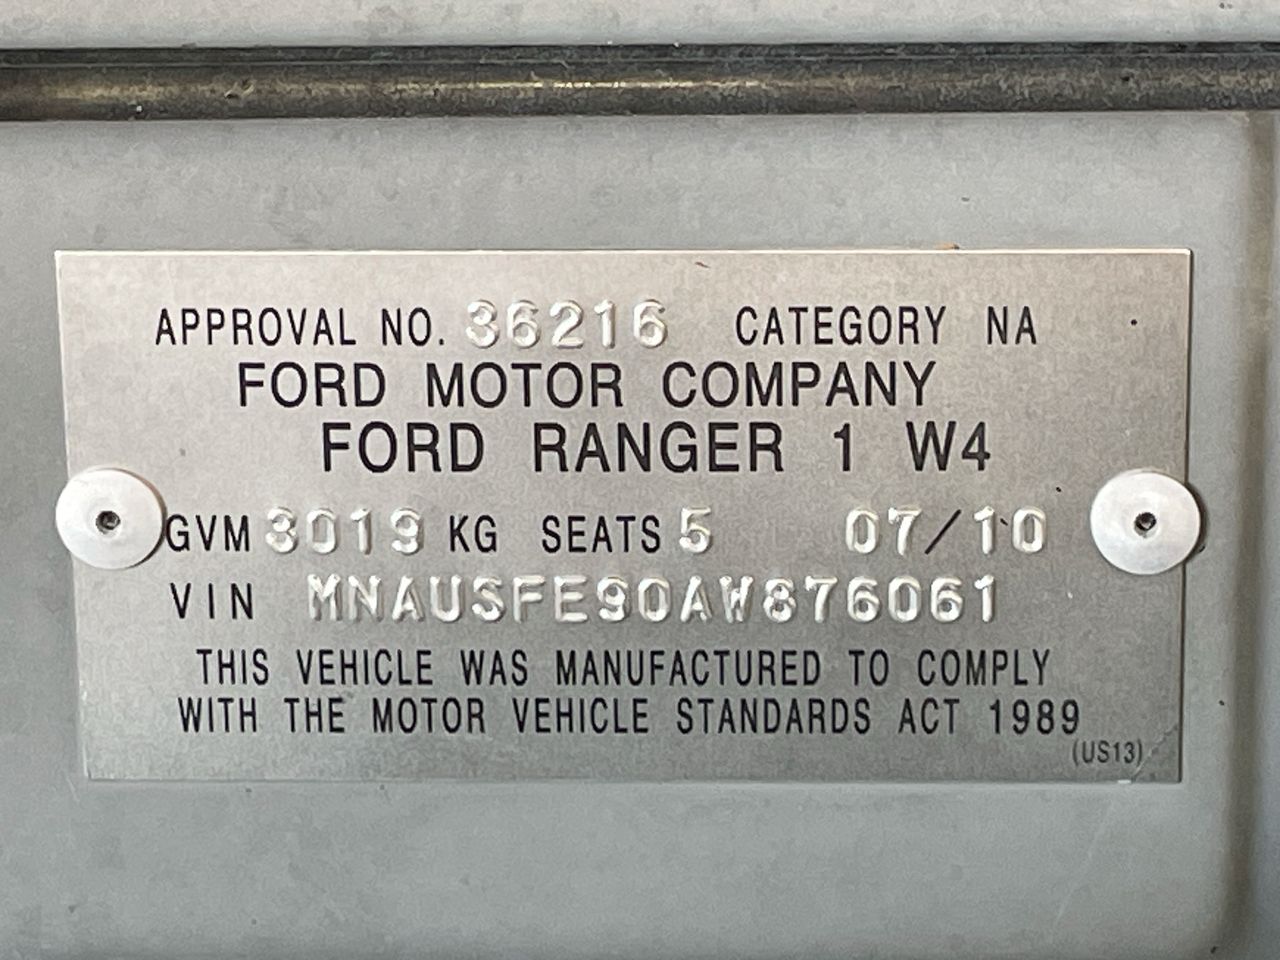 APPROVAL NO. 36216 CATEGORY NA
FORD MOTOR COMPANY
FORD RANGER 1 W4
GVM 3019 KG SEATS 5 07/10
VIN MNAUSFE90AW876061
THIS VEHICLE WAS MANUFACTURED TO COMPLY
WITH THE MOTOR VEHICLE STANDARDS ACT 1989
(US13)